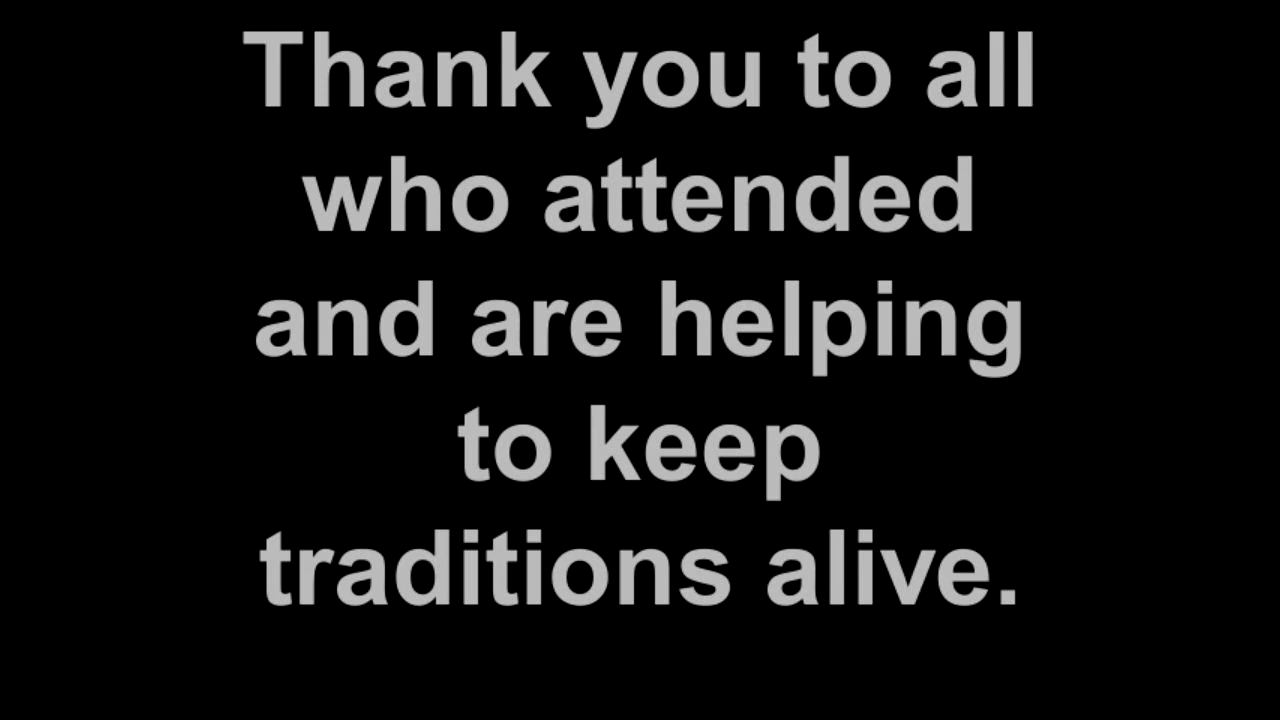 Thank you to all
who attended
and are helping
to keep
traditions alive.